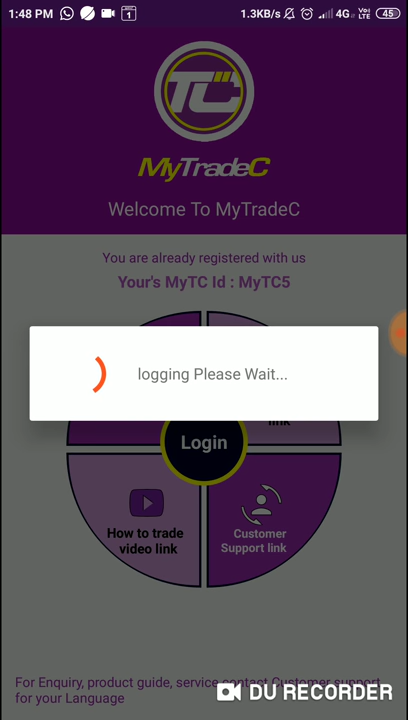 1:48 PM
1
1.3KB/s
4G
Vo)
LTE
45
TC
MyTradeC
Welcome To MyTradeC
You are already registered with us
Your's MyTC Id : MyTC5
logging Please Wait...
link
Login
How to trade
video link
Customer
Support link
For Enquiry, product guide, service contact Customer support
for your Language
DU RECORDER